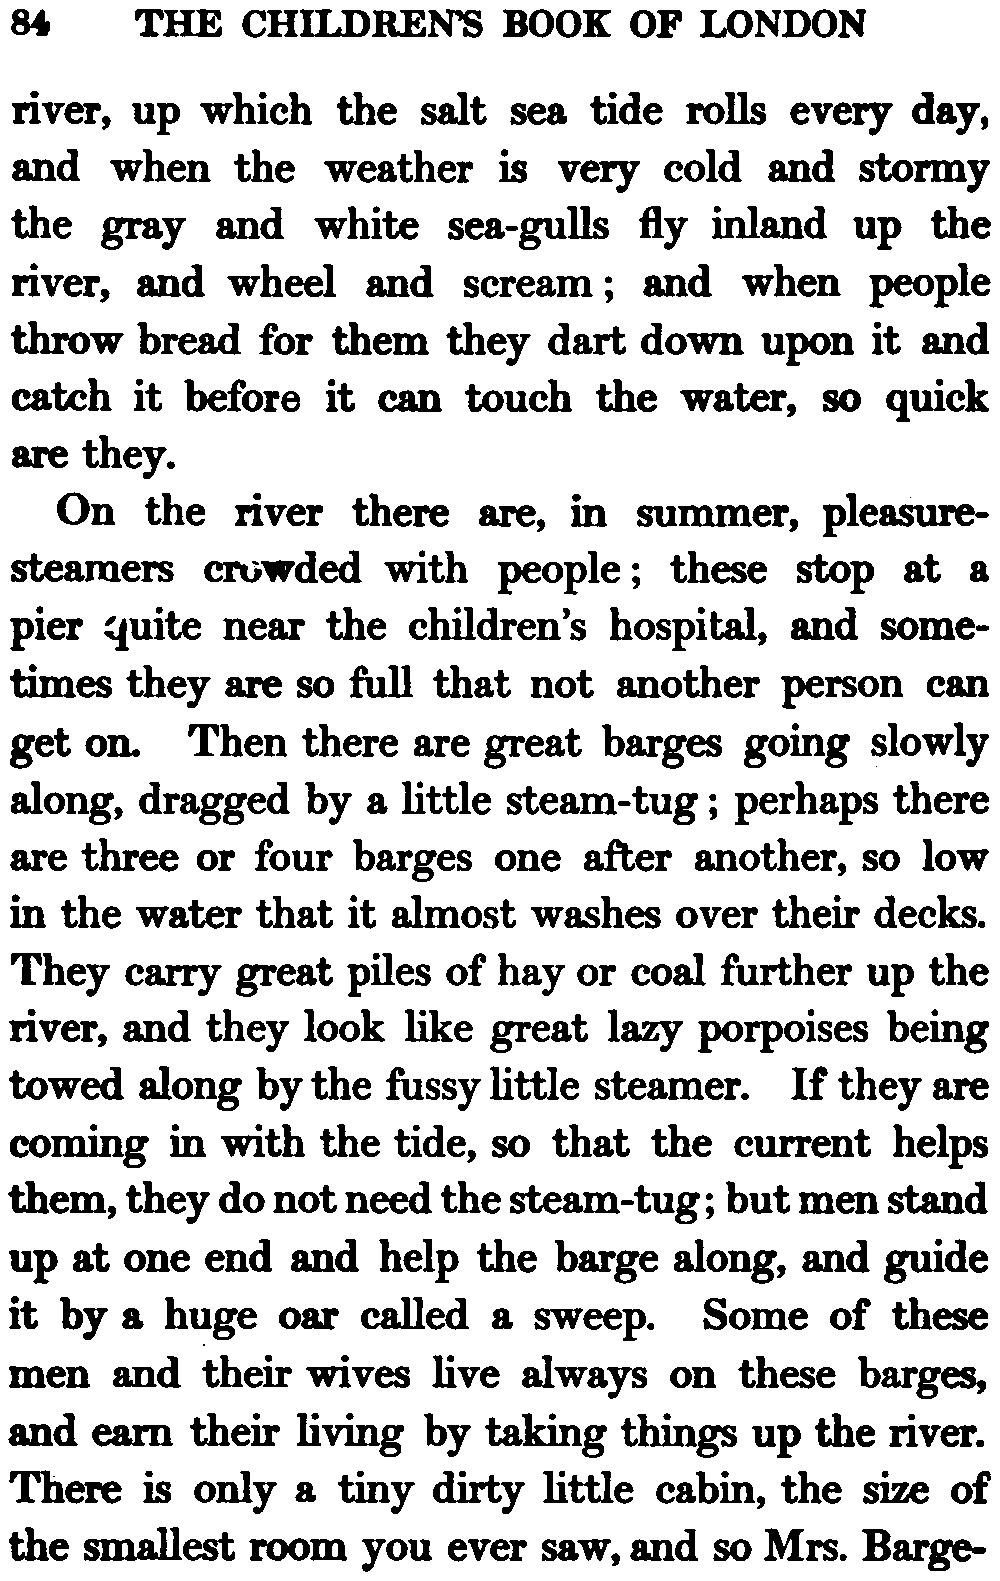 84 THE CHILDREN'S BOOK OF LONDON
river, up which the salt sea tide rolls every day,
and when the weather is very cold and stormy
the gray and white sea-gulls fly inland up the
river, and wheel and scream; and when people
throw bread for them they dart down upon it and
catch it before it can touch the water, so quick
are they.
On the river there are, in summer, pleasure-
steamers crowded with people; these stop at a
pier quite near the children's hospital, and some-
times they are so full that not another person can
get on. Then there are great barges going slowly
along, dragged by a little steam-tug; perhaps there
are three or four barges one after another, so low
in the water that it almost washes over their decks.
They carry great piles of hay or coal further up the
river, and they look like great lazy porpoises being
towed along by the fussy little steamer. If they are
coming in with the tide, so that the current helps
them, they do not need the steam-tug; but men stand
up at one end and help the barge along, and guide
it by a huge oar called a sweep. Some of these
men and their wives live always on these barges,
and earn their living by taking things up the river.
There is only a tiny dirty little cabin, the size of
the smallest room you ever saw, and so Mrs. Barge-